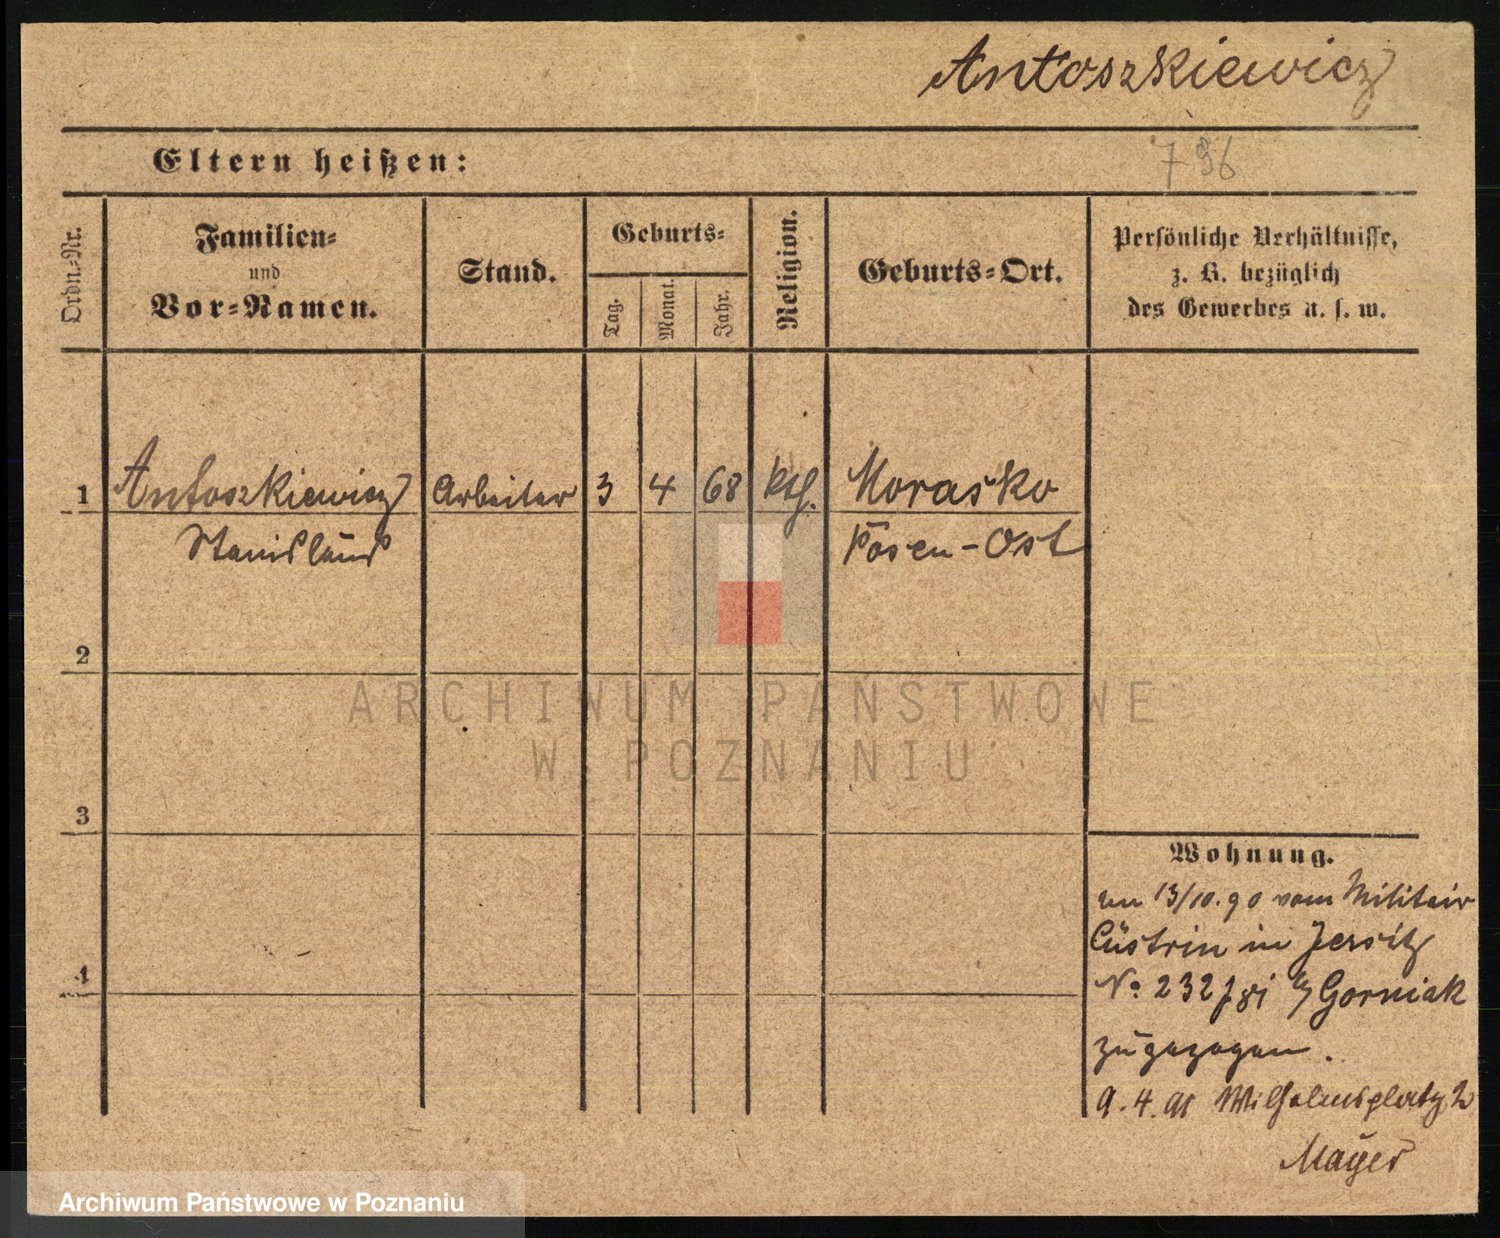 Antoszkiewicz
Eltern heißen:
796
Ordn.-Nr.
Familien-
und
Vor-Namen.
Stand.
Geburts-
Tag.
Monat.
Jahr.
Religion.
Geburts-Ort.
Persönliche Verhältnisse,
z. B. bezüglich
des Gewerbes u. s. w.
1 Antoszkiewicz Arbeiter 3 4 68 kth. Morasko
Stanislaus Posen-Ost
2
ARCHIWUM PAŃSTWOWE
W POZNANIU
3
Wohnung.
am 13/10.90 vom Militair
Cüstrin in Jersitz
4
No 232 bei Gorniak
zugezogen.
9.4.91 Wilhelmsplatz 2
Mayer
Archiwum Państwowe w Poznaniu